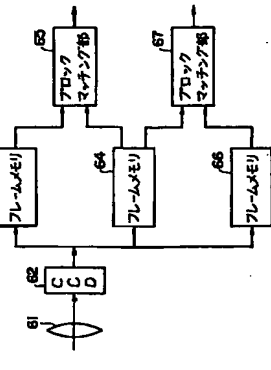 61
62
CCD
フレームメモリ
64
フレームメモリ
66
フレームメモリ
65
ブロック
マッチング部
67
ブロック
マッチング部